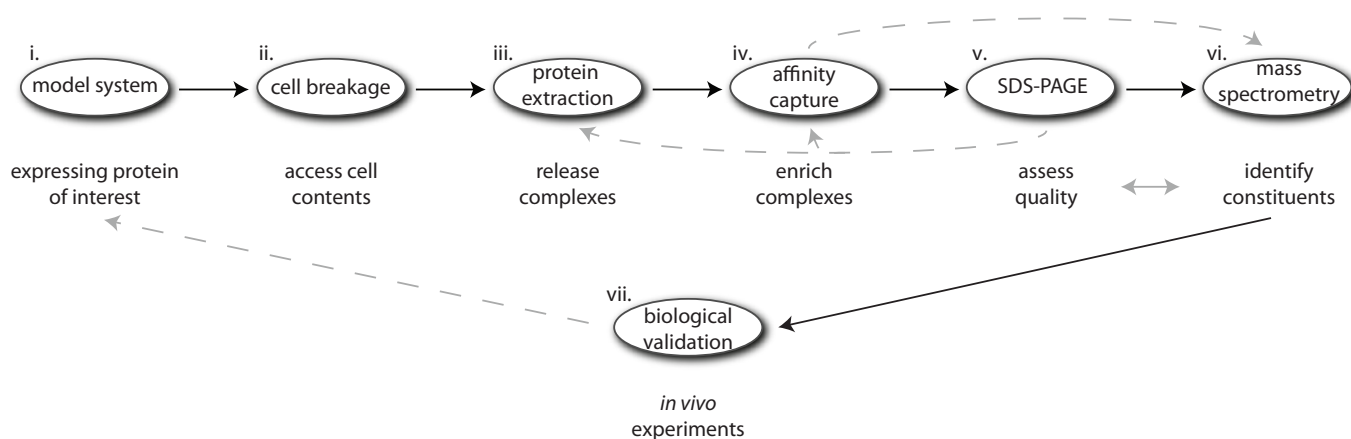 i.
model system
expressing protein
of interest
ii.
cell breakage
access cell
contents
iii.
protein
extraction
release
complexes
iv.
affinity
capture
enrich
complexes
v.
SDS-PAGE
assess
quality
vi.
mass
spectrometry
identify
constituents
vii.
biological
validation
in vivo
experiments